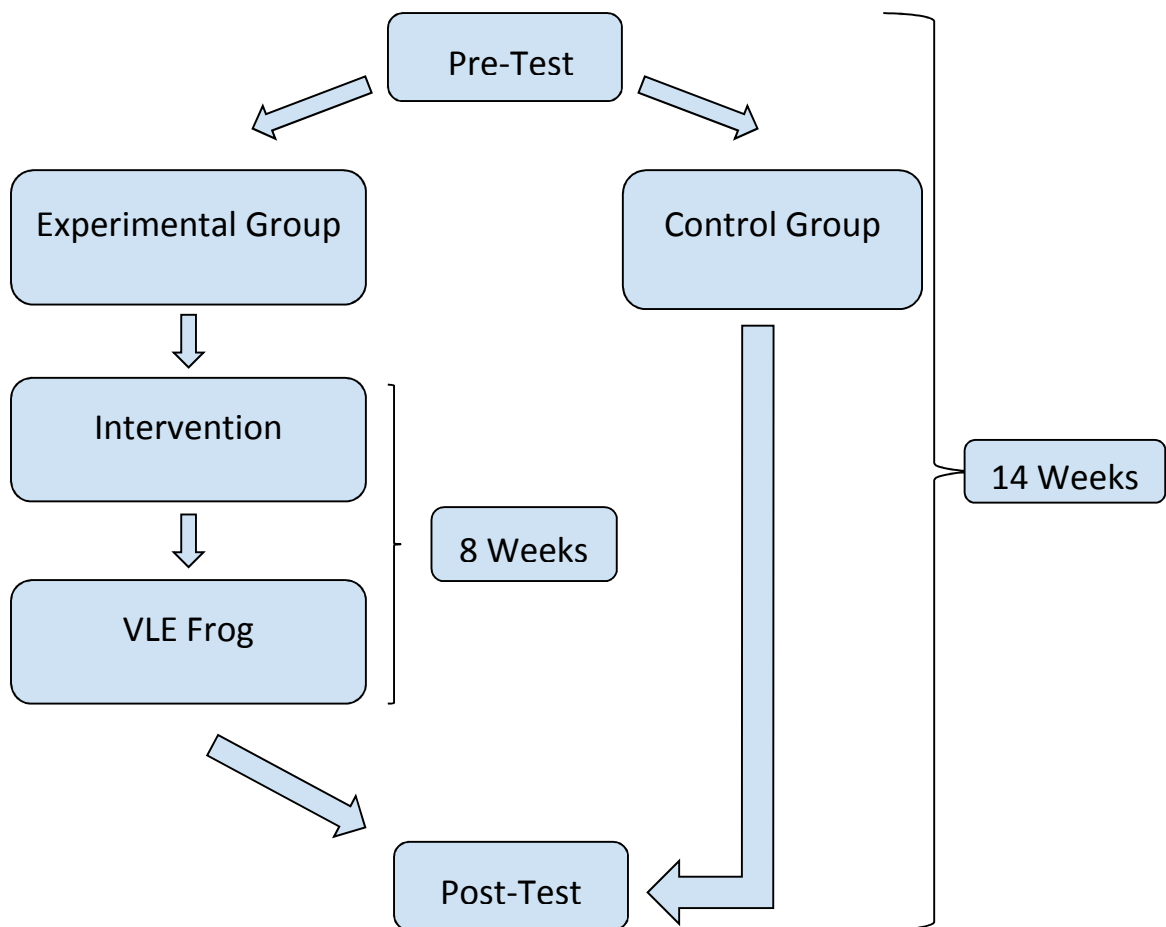 Pre-Test
Experimental Group
Control Group
Intervention
14 Weeks
8 Weeks
VLE Frog
Post-Test